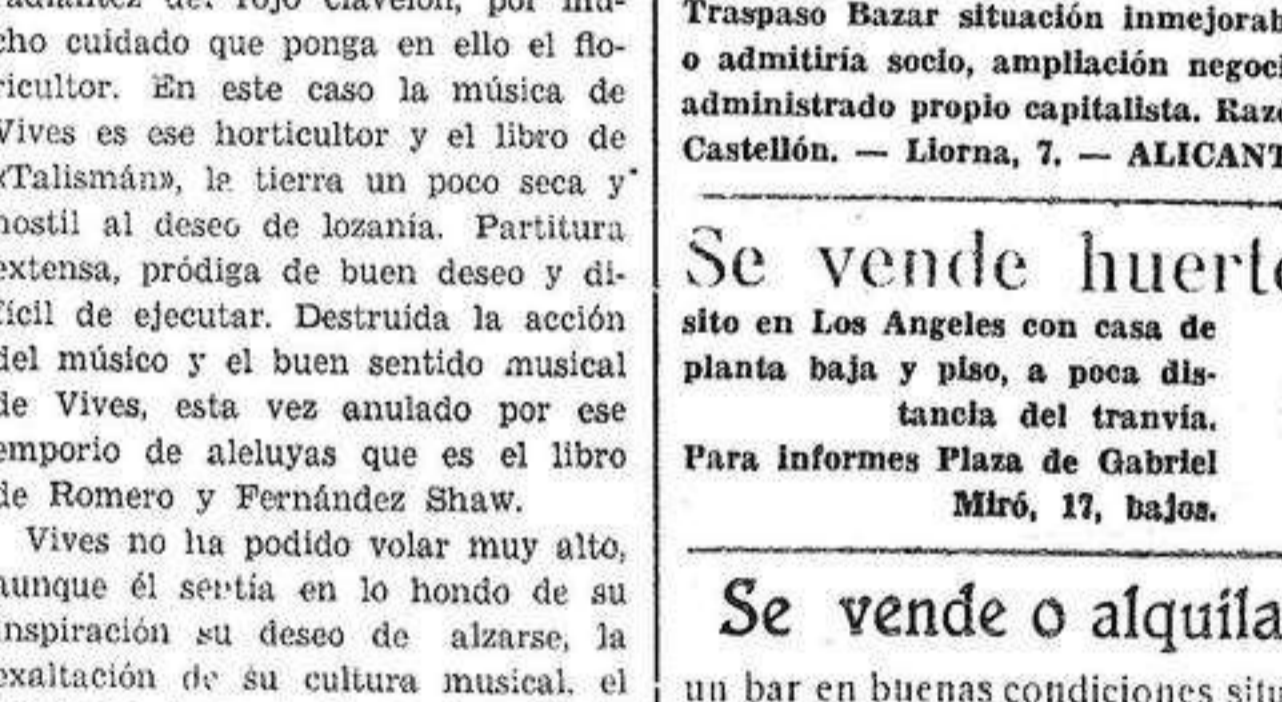 cho cuidado que ponga en ello el flo-
ricultor. En este caso la música de
Vives es ese horticultor y el libro de
«Talismán», la tierra un poco seca y
hostil al deseo de lozanía. Partitura
extensa, pródiga de buen deseo y di-
fícil de ejecutar. Destruída la acción
del músico y el buen sentido musical
de Vives, esta vez anulado por ese
emporio de aleluyas que es el libro
de Romero y Fernández Shaw.
Vives no ha podido volar muy alto,
aunque él sentía en lo hondo de su
inspiración su deseo de alzarse, la
exaltación de su cultura musical, el
Traspaso Bazar situación inmejorab
o admitiría socio, ampliación negoci
administrado propio capitalista. Razó
Castellón. — Liorna, 7. — ALICANT
Se vende huerto
sito en Los Angeles con casa de
planta baja y piso, a poca dis-
tancia del tranvía.
Para informes Plaza de Gabriel
Miró, 17, bajos.
Se vende o alquila
un bar en buenas condiciones situ